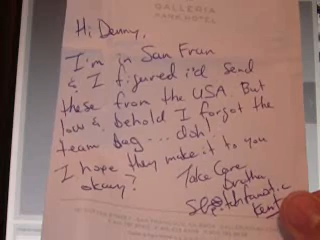 GALLERIA
PARK HOTEL
Hi Denny,
I'm in San Fran
& I figured i'd send
these from the USA. But
low & behold I forgot the
team bag... doh!
I hope they make it to you
okay?
Take Care
Kent